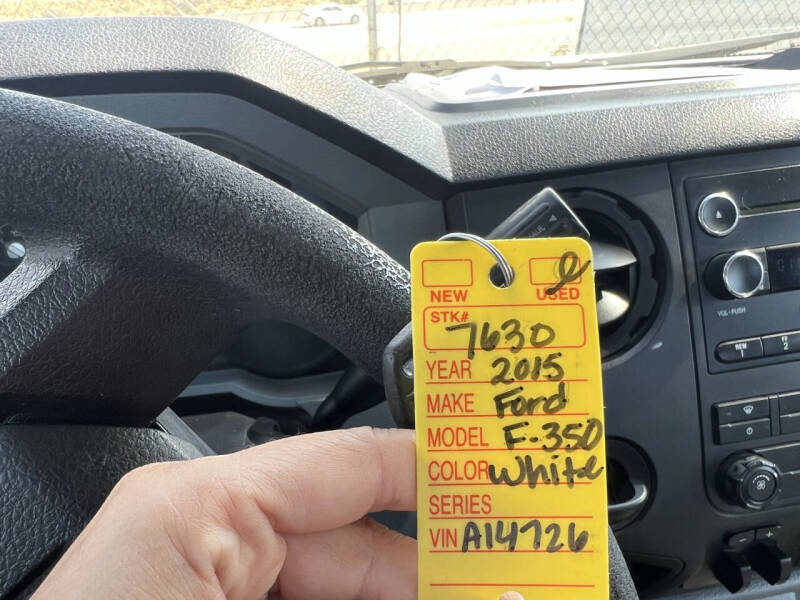 NEW
USED
STK# 7630
YEAR 2015
MAKE Ford
MODEL F-350
COLOR White
SERIES
VIN A14726
VOL - PUSH